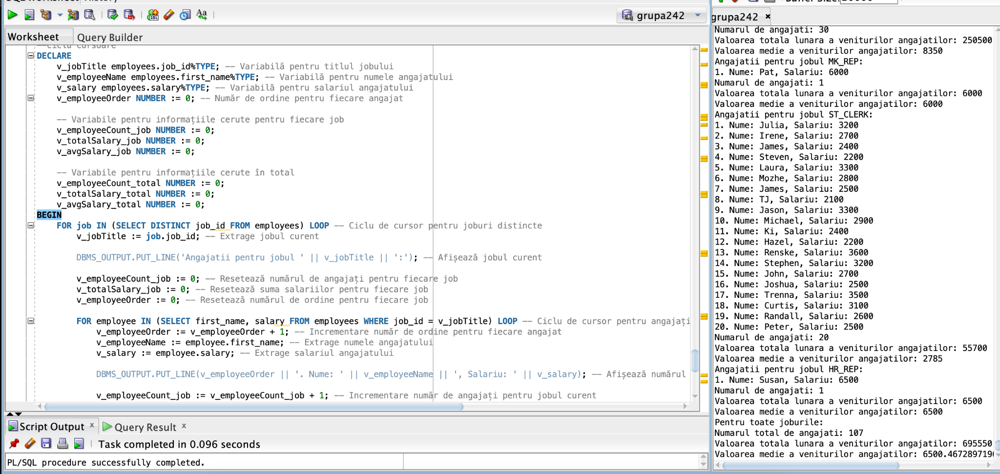 SQL Worksheet History
grupa242
Worksheet Query Builder
--Ciclu cursoare
DECLARE
v_jobTitle employees.job_id%TYPE; -- Variabilă pentru titlul jobului
v_employeeName employees.first_name%TYPE; -- Variabilă pentru numele angajatului
v_salary employees.salary%TYPE; -- Variabilă pentru salariul angajatului
v_employeeOrder NUMBER := 0; -- Număr de ordine pentru fiecare angajat
-- Variabile pentru informațiile cerute pentru fiecare job
v_employeeCount_job NUMBER := 0;
v_totalSalary_job NUMBER := 0;
v_avgSalary_job NUMBER := 0;
-- Variabile pentru informațiile cerute în total
v_employeeCount_total NUMBER := 0;
v_totalSalary_total NUMBER := 0;
v_avgSalary_total NUMBER := 0;
BEGIN
FOR job IN (SELECT DISTINCT job_id FROM employees) LOOP -- Ciclu de cursor pentru joburi distincte
v_jobTitle := job.job_id; -- Extrage jobul curent
DBMS_OUTPUT.PUT_LINE('Angajatii pentru jobul ' || v_jobTitle || ':'); -- Afișează jobul curent
v_employeeCount_job := 0; -- Resetează numărul de angajați pentru fiecare job
v_totalSalary_job := 0; -- Resetează suma salariilor pentru fiecare job
v_employeeOrder := 0; -- Resetează numărul de ordine pentru fiecare job
FOR employee IN (SELECT first_name, salary FROM employees WHERE job_id = v_jobTitle) LOOP -- Ciclu de cursor pentru angajați
v_employeeOrder := v_employeeOrder + 1; -- Incrementare număr de ordine pentru fiecare angajat
v_employeeName := employee.first_name; -- Extrage numele angajatului
v_salary := employee.salary; -- Extrage salariul angajatului
DBMS_OUTPUT.PUT_LINE(v_employeeOrder || '. Nume: ' || v_employeeName || ', Salariu: ' || v_salary); -- Afișează numărul
v_employeeCount_job := v_employeeCount_job + 1; -- Incrementare număr de angajați pentru jobul curent
Script Output x Query Result x
Task completed in 0.096 seconds
PL/SQL procedure successfully completed.
Buffer Size: 20000
grupa242 ×
Numarul de angajati: 30
Valoarea totala lunara a veniturilor angajatilor: 250500
Valoarea medie a veniturilor angajatilor: 8350
Angajatii pentru jobul MK_REP:
1. Nume: Pat, Salariu: 6000
Numarul de angajati: 1
Valoarea totala lunara a veniturilor angajatilor: 6000
Valoarea medie a veniturilor angajatilor: 6000
Angajatii pentru jobul ST_CLERK:
1. Nume: Julia, Salariu: 3200
2. Nume: Irene, Salariu: 2700
3. Nume: James, Salariu: 2400
4. Nume: Steven, Salariu: 2200
5. Nume: Laura, Salariu: 3300
6. Nume: Mozhe, Salariu: 2800
7. Nume: James, Salariu: 2500
8. Nume: TJ, Salariu: 2100
9. Nume: Jason, Salariu: 3300
10. Nume: Michael, Salariu: 2900
11. Nume: Ki, Salariu: 2400
12. Nume: Hazel, Salariu: 2200
13. Nume: Renske, Salariu: 3600
14. Nume: Stephen, Salariu: 3200
15. Nume: John, Salariu: 2700
16. Nume: Joshua, Salariu: 2500
17. Nume: Trenna, Salariu: 3500
18. Nume: Curtis, Salariu: 3100
19. Nume: Randall, Salariu: 2600
20. Nume: Peter, Salariu: 2500
Numarul de angajati: 20
Valoarea totala lunara a veniturilor angajatilor: 55700
Valoarea medie a veniturilor angajatilor: 2785
Angajatii pentru jobul HR_REP:
1. Nume: Susan, Salariu: 6500
Numarul de angajati: 1
Valoarea totala lunara a veniturilor angajatilor: 6500
Valoarea medie a veniturilor angajatilor: 6500
Pentru toate joburile:
Numarul total de angajati: 107
Valoarea totala lunara a veniturilor angajatilor: 695550
Valoarea medie a veniturilor angajatilor: 6500.4672897196